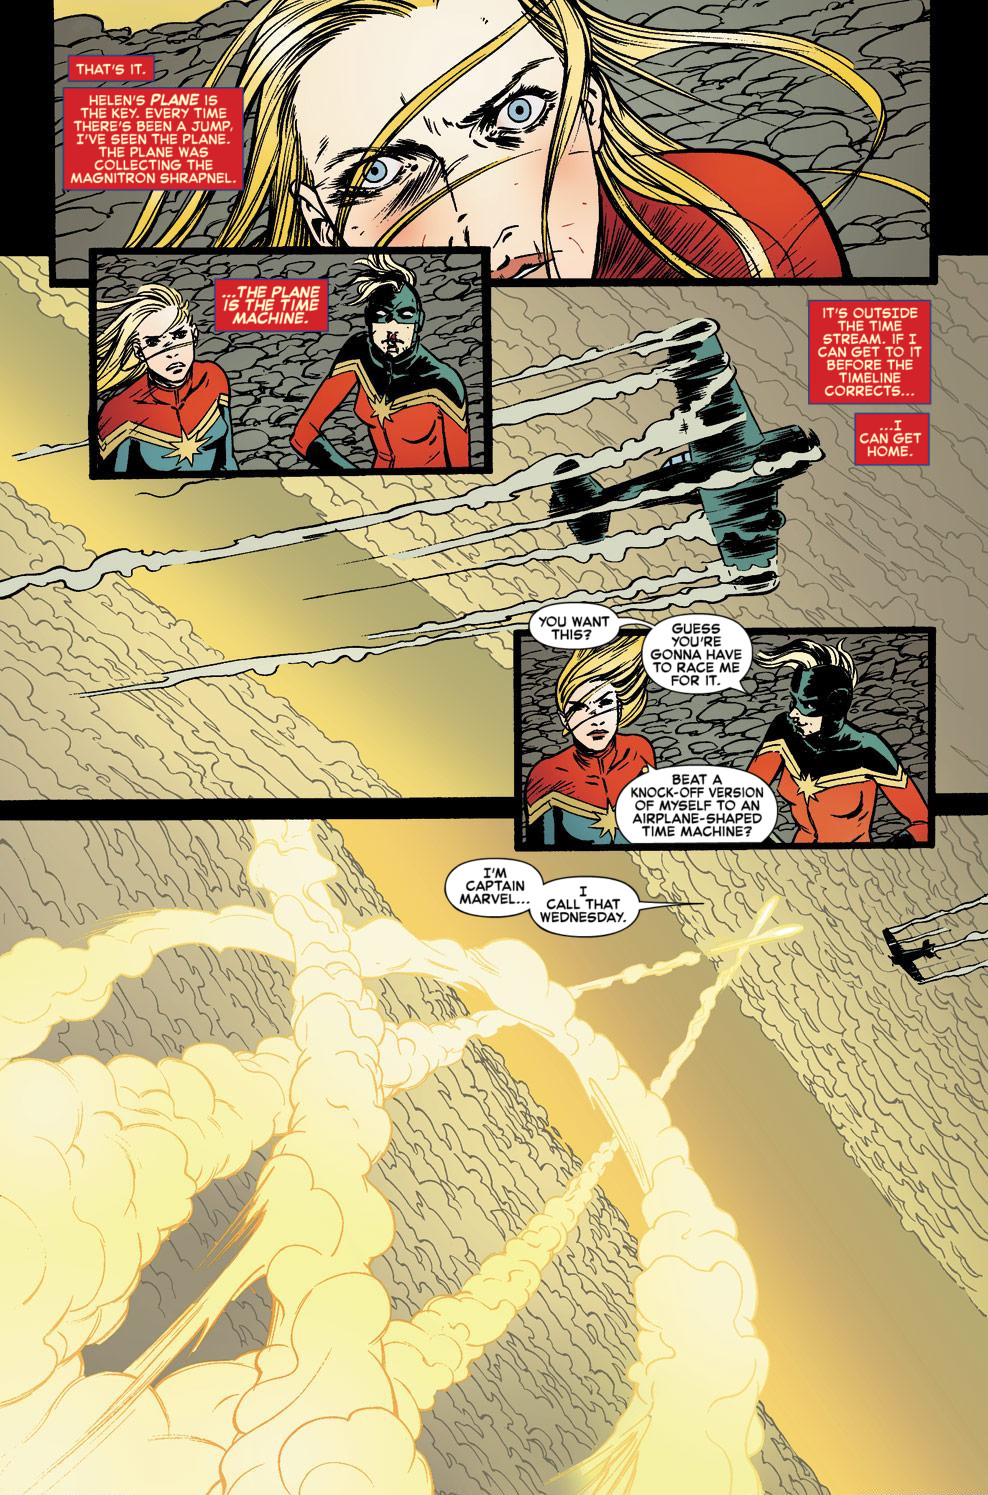 THAT'S IT.
HELEN'S PLANE IS
THE KEY. EVERY TIME
THERE'S BEEN A JUMP,
I'VE SEEN THE PLANE.
THE PLANE WAS
COLLECTING THE
MAGNITRON SHRAPNEL.
...THE PLANE
IS THE TIME
MACHINE.
IT'S OUTSIDE
THE TIME
STREAM. IF I
CAN GET TO IT
BEFORE THE
TIMELINE
CORRECTS...
...I
CAN GET
HOME.
YOU WANT
THIS?
GUESS
YOU'RE
GONNA HAVE
TO RACE ME
FOR IT.
BEAT A
KNOCK-OFF VERSION
OF MYSELF TO AN
AIRPLANE-SHAPED
TIME MACHINE?
I'M
CAPTAIN
MARVEL...
I
CALL THAT
WEDNESDAY.